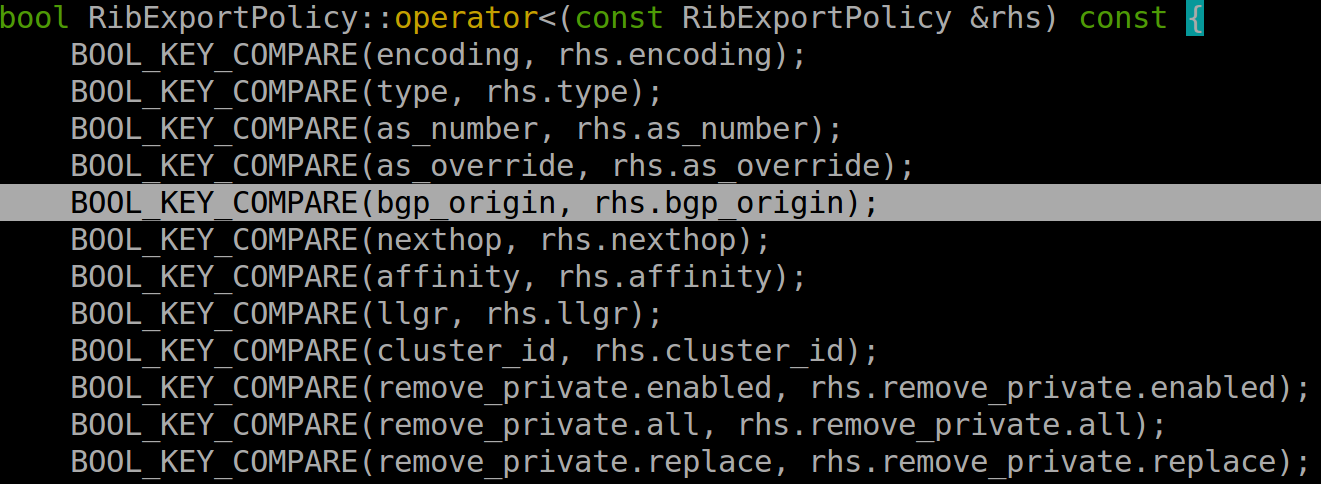 bool RibExportPolicy::operator<(const RibExportPolicy &rhs) const {
    BOOL_KEY_COMPARE(encoding, rhs.encoding);
    BOOL_KEY_COMPARE(type, rhs.type);
    BOOL_KEY_COMPARE(as_number, rhs.as_number);
    BOOL_KEY_COMPARE(as_override, rhs.as_override);
    BOOL_KEY_COMPARE(bgp_origin, rhs.bgp_origin);
    BOOL_KEY_COMPARE(nexthop, rhs.nexthop);
    BOOL_KEY_COMPARE(affinity, rhs.affinity);
    BOOL_KEY_COMPARE(llgr, rhs.llgr);
    BOOL_KEY_COMPARE(cluster_id, rhs.cluster_id);
    BOOL_KEY_COMPARE(remove_private.enabled, rhs.remove_private.enabled);
    BOOL_KEY_COMPARE(remove_private.all, rhs.remove_private.all);
    BOOL_KEY_COMPARE(remove_private.replace, rhs.remove_private.replace);